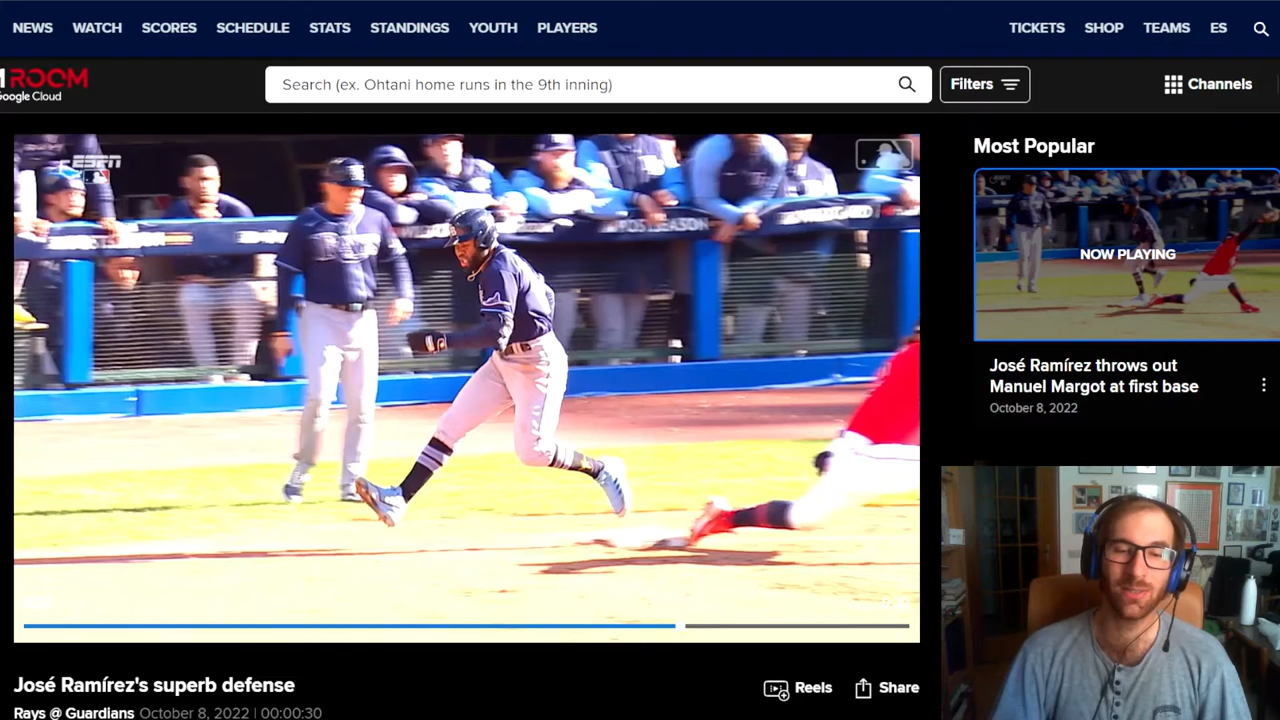 NEWS WATCH SCORES SCHEDULE STATS STANDINGS YOUTH PLAYERS TICKETS SHOP TEAMS ES
ROOM
Google Cloud
Search (ex. Ohtani home runs in the 9th inning)
Filters
Channels
ESPN
POSTSEASON
Most Popular
NOW PLAYING
José Ramírez throws out
Manuel Margot at first base
October 8, 2022
José Ramírez's superb defense
Reels Share
Rays @ Guardians October 8, 2022 | 00:00:30